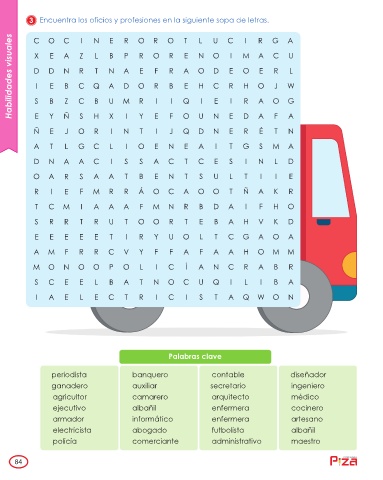 Habilidades visuales
3 Encuentra los oficios y profesiones en la siguiente sopa de letras.
C O C I N E R O R O T L U C I R G A
X E A Z L B P R O R E N O I M A C U
D D N R T N A E F R A O D E O E R L
I E B C Q A D O R B E H C R H O J W
S B Z C B U M R I I Q I E I R A O G
E Y Ñ S H X I Y E F O U N E D A F A
Ñ E J O R I N T I J Q D N E R É T N
A T L G C L I O E N E A I T G S M A
D N A A C I S S A C T C E S I N L D
O A R S A A T B E N T S U L T I I E
R I E F M R R Á O C A O O T Ñ A K R
T C M I A A A F M N R B D A I F H O
S R R T R U T O O R T E B A H V K D
E E E E E T I R Y U O L T C G A O A
A M F R R C V Y F F A F A A H O M M
M O N O O P O L I C Í A N C R A B R
S C E E L B A T N O C U Q I L I B A
I A E L E C T R I C I S T A Q W O N
Palabras clave
periodista banquero contable diseñador
ganadero auxiliar secretario ingeniero
agricultor camarero arquitecto médico
ejecutivo albañil enfermera cocinero
armador informático enfermera artesano
electricista abogado futbolista albañil
policía comerciante administrativo maestro
84
Piza